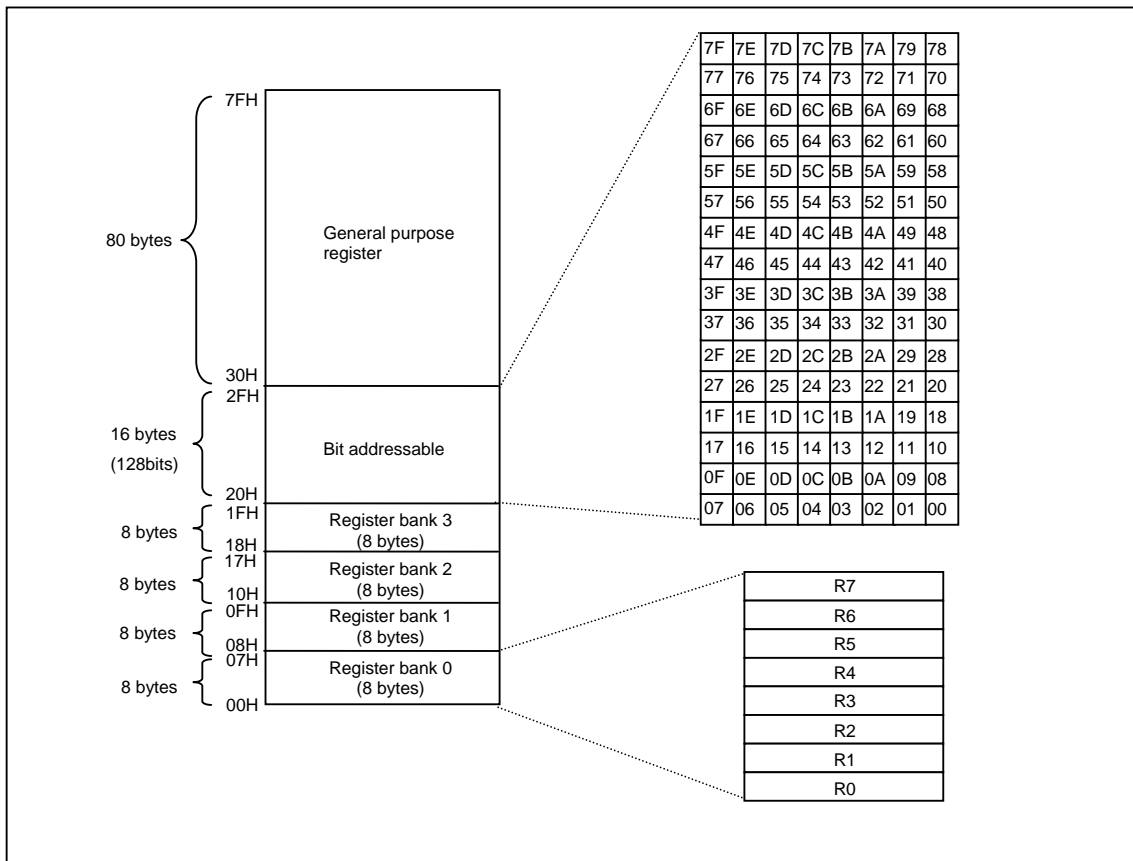 7FH
80 bytes
General purpose
register
30H
2FH
16 bytes
(128bits)
Bit addressable
20H
1FH
8 bytes
Register bank 3
(8 bytes)
18H
17H
8 bytes
Register bank 2
(8 bytes)
10H
0FH
8 bytes
Register bank 1
(8 bytes)
08H
07H
8 bytes
Register bank 0
(8 bytes)
00H
7F 7E 7D 7C 7B 7A 79 78
77 76 75 74 73 72 71 70
6F 6E 6D 6C 6B 6A 69 68
67 66 65 64 63 62 61 60
5F 5E 5D 5C 5B 5A 59 58
57 56 55 54 53 52 51 50
4F 4E 4D 4C 4B 4A 49 48
47 46 45 44 43 42 41 40
3F 3E 3D 3C 3B 3A 39 38
37 36 35 34 33 32 31 30
2F 2E 2D 2C 2B 2A 29 28
27 26 25 24 23 22 21 20
1F 1E 1D 1C 1B 1A 19 18
17 16 15 14 13 12 11 10
0F 0E 0D 0C 0B 0A 09 08
07 06 05 04 03 02 01 00
R7
R6
R5
R4
R3
R2
R1
R0